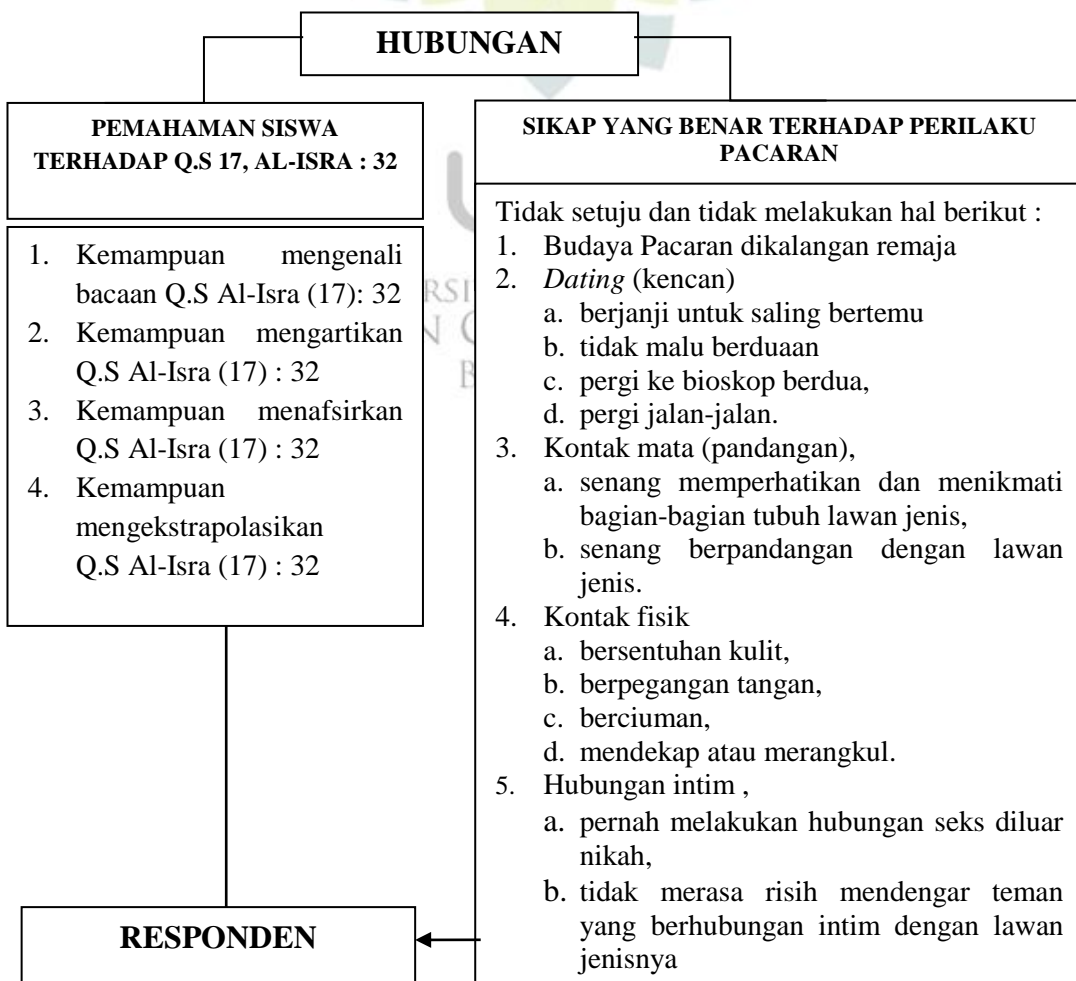 HUBUNGAN
PEMAHAMAN SISWA
TERHADAP Q.S 17, AL-ISRA : 32
1. Kemampuan mengenali
bacaan Q.S Al-Isra (17): 32
2. Kemampuan mengartikan
Q.S Al-Isra (17) : 32
3. Kemampuan menafsirkan
Q.S Al-Isra (17) : 32
4. Kemampuan
mengekstrapolasikan
Q.S Al-Isra (17) : 32
SIKAP YANG BENAR TERHADAP PERILAKU
PACARAN
Tidak setuju dan tidak melakukan hal berikut :
1. Budaya Pacaran dikalangan remaja
2. Dating (kencan)
a. berjanji untuk saling bertemu
b. tidak malu berduaan
c. pergi ke bioskop berdua,
d. pergi jalan-jalan.
3. Kontak mata (pandangan),
a. senang memperhatikan dan menikmati
bagian-bagian tubuh lawan jenis,
b. senang berpandangan dengan lawan
jenis.
4. Kontak fisik
a. bersentuhan kulit,
b. berpegangan tangan,
c. berciuman,
d. mendekap atau merangkul.
5. Hubungan intim ,
a. pernah melakukan hubungan seks diluar
nikah,
b. tidak merasa risih mendengar teman
yang berhubungan intim dengan lawan
jenisnya
RESPONDEN